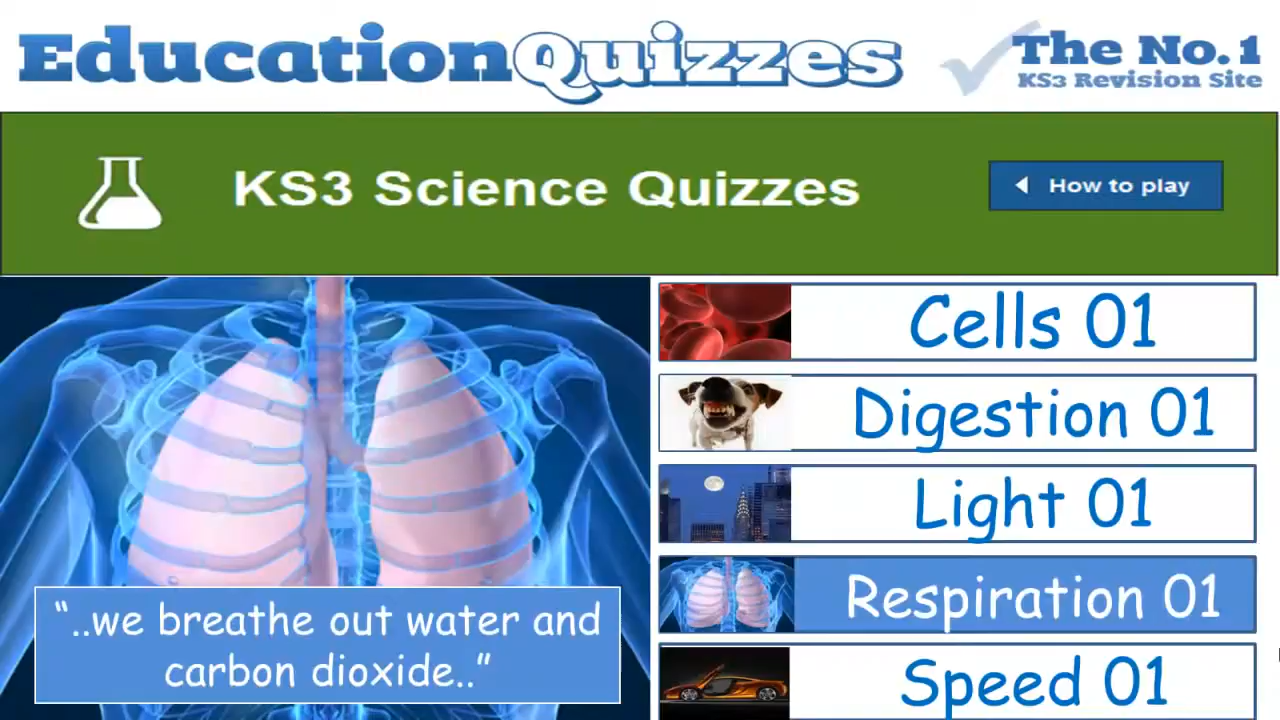 EducationQuizzes
The No.1
KS3 Revision Site
KS3 Science Quizzes
How to play
Cells 01
Digestion 01
Light 01
Respiration 01
Speed 01
“..we breathe out water and
carbon dioxide..”